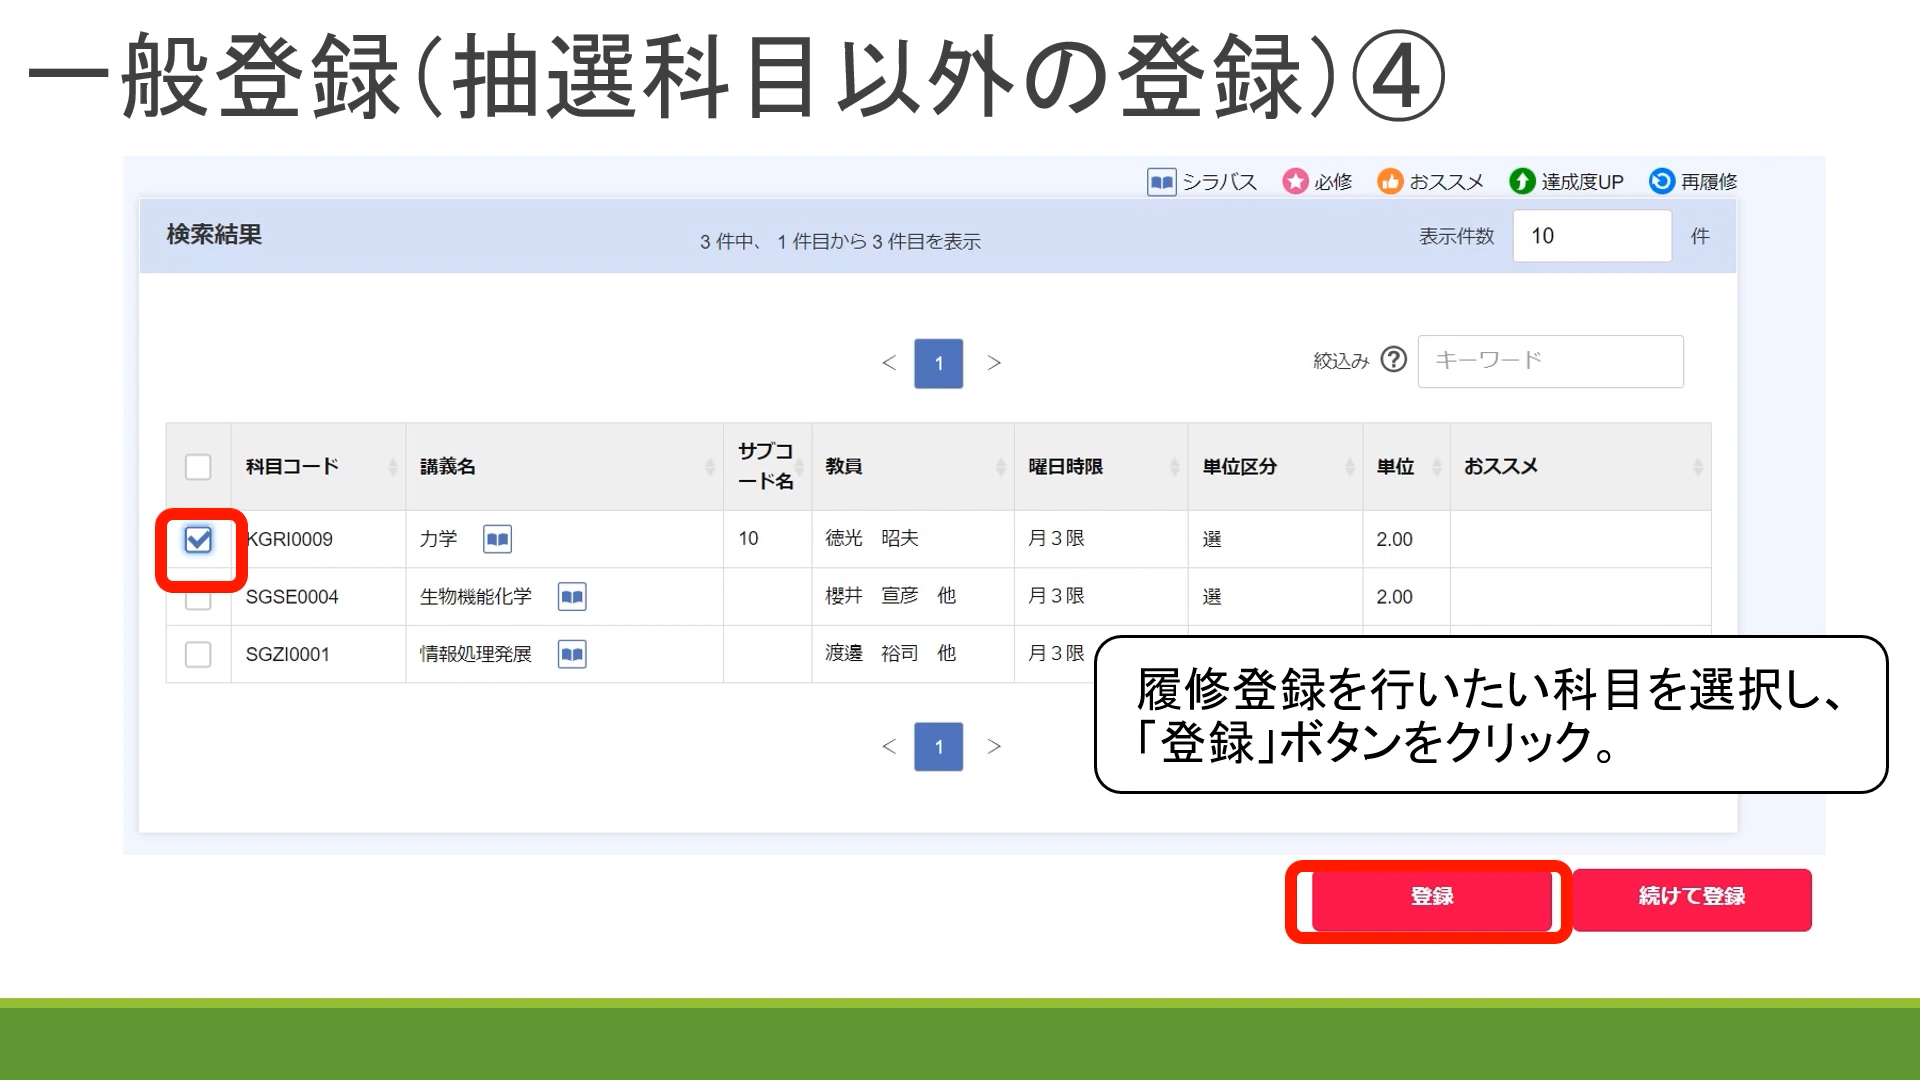 一般登録(抽選科目以外の登録)④
シラバス 必修 おススメ 達成度UP 再履修
検索結果 3 件中、 1 件目から 3 件目を表示 表示件数 10 件
< 1 > 絞込み ? キーワード
科目コード 講義名 サブコード名 教員 曜日時限 単位区分 単位 おススメ
KGRI0009 力学 10 徳光 昭夫 月3限 選 2.00
SGSE0004 生物機能化学 櫻井 宣彦 他 月3限 選 2.00
SGZI0001 情報処理発展 渡邊 裕司 他 月3限
履修登録を行いたい科目を選択し、
「登録」ボタンをクリック。
< 1 >
登録 続けて登録